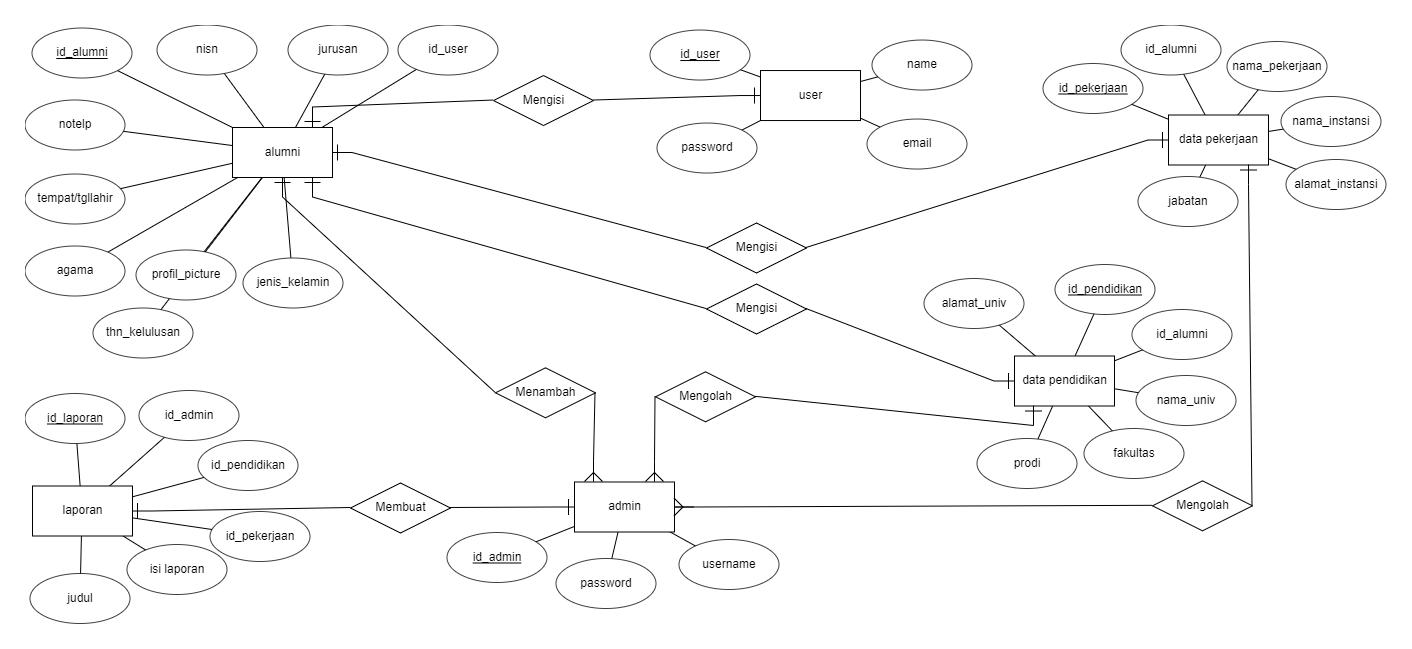 id_alumni
nisn
jurusan
id_user
id_user
name
id_alumni
nama_pekerjaan
id_pekerjaan
notelp
Mengisi
user
nama_instansi
alumni
password
email
data pekerjaan
tempat/tgllahir
alamat_instansi
jabatan
agama
profil_picture
jenis_kelamin
Mengisi
thn_kelulusan
Mengisi
alamat_univ
id_pendidikan
id_alumni
data pendidikan
Menambah
Mengolah
nama_univ
id_laporan
id_admin
prodi
fakultas
id_pendidikan
laporan
Membuat
admin
Mengolah
id_pekerjaan
isi laporan
id_admin
password
username
judul